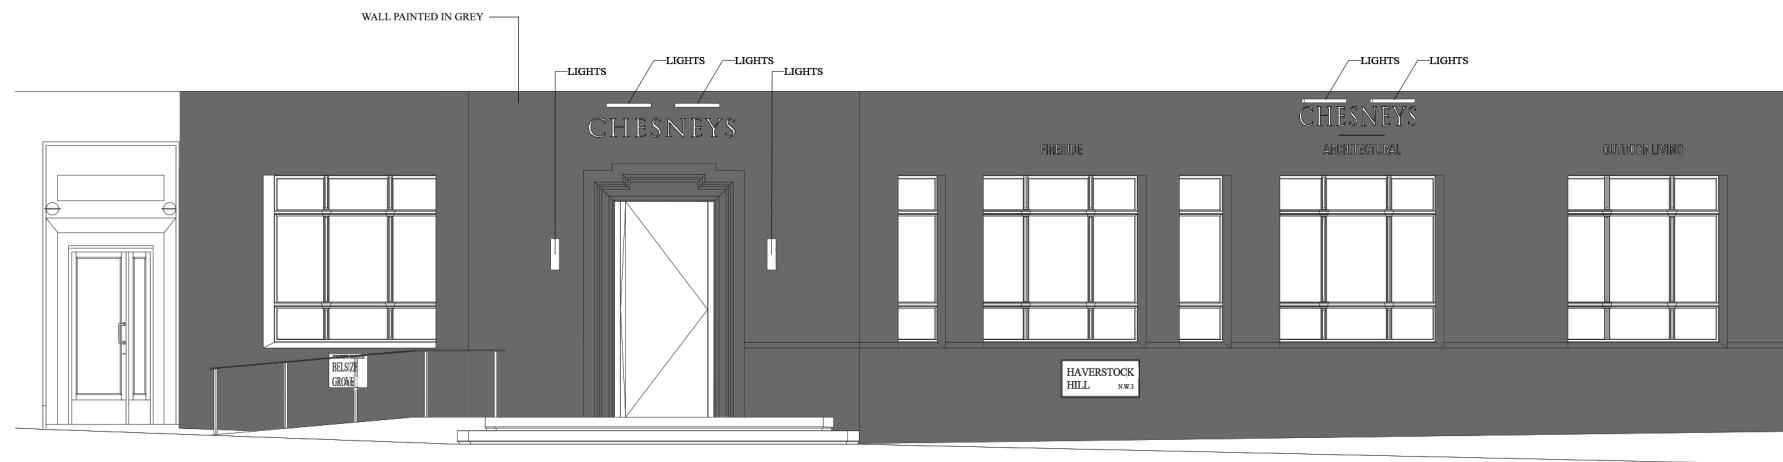 WALL PAINTED IN GREY
LIGHTS
LIGHTS
LIGHTS
LIGHTS
LIGHTS
LIGHTS
CHESNEYS
CHESNEYS
FIRESIDE
ARCHITECTURAL
OUTDOOR LIVING
BELSIZE
GROVE
HAVERSTOCK
HILL N.W.3